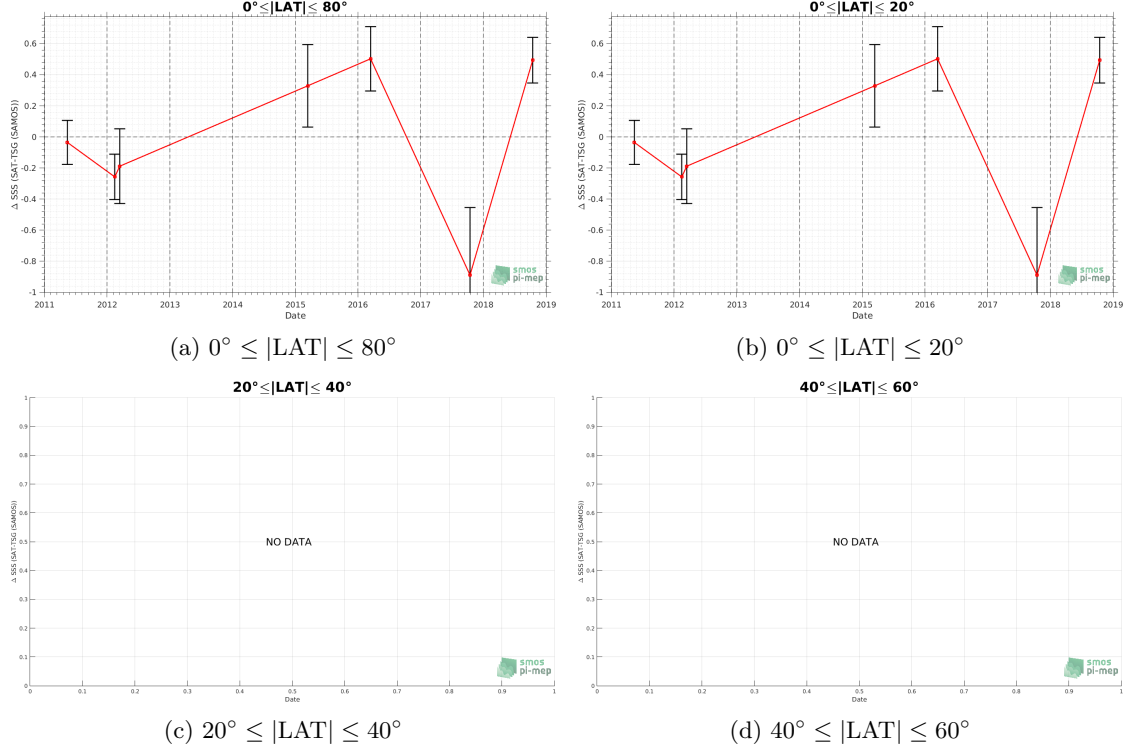 0°≤|LAT|≤ 80°
Δ SSS (SAT-TSG (SAMOS))
0.6
0.4
0.2
0
-0.2
-0.4
-0.6
-0.8
-1
2011 2012 2013 2014 2015 2016 2017 2018 2019
Date
smos
pi-mep
(a) 0° ≤ |LAT| ≤ 80°
0°≤|LAT|≤ 20°
Δ SSS (SAT-TSG (SAMOS))
0.6
0.4
0.2
0
-0.2
-0.4
-0.6
-0.8
-1
2011 2012 2013 2014 2015 2016 2017 2018 2019
Date
smos
pi-mep
(b) 0° ≤ |LAT| ≤ 20°
20°≤|LAT|≤ 40°
Δ SSS (SAT-TSG (SAMOS))
1
0.9
0.8
0.7
0.6
0.5
0.4
0.3
0.2
0.1
0
NO DATA
0 0.1 0.2 0.3 0.4 0.5 0.6 0.7 0.8 0.9 1
Date
smos
pi-mep
(c) 20° ≤ |LAT| ≤ 40°
40°≤|LAT|≤ 60°
Δ SSS (SAT-TSG (SAMOS))
1
0.9
0.8
0.7
0.6
0.5
0.4
0.3
0.2
0.1
0
NO DATA
0 0.1 0.2 0.3 0.4 0.5 0.6 0.7 0.8 0.9 1
Date
smos
pi-mep
(d) 40° ≤ |LAT| ≤ 60°